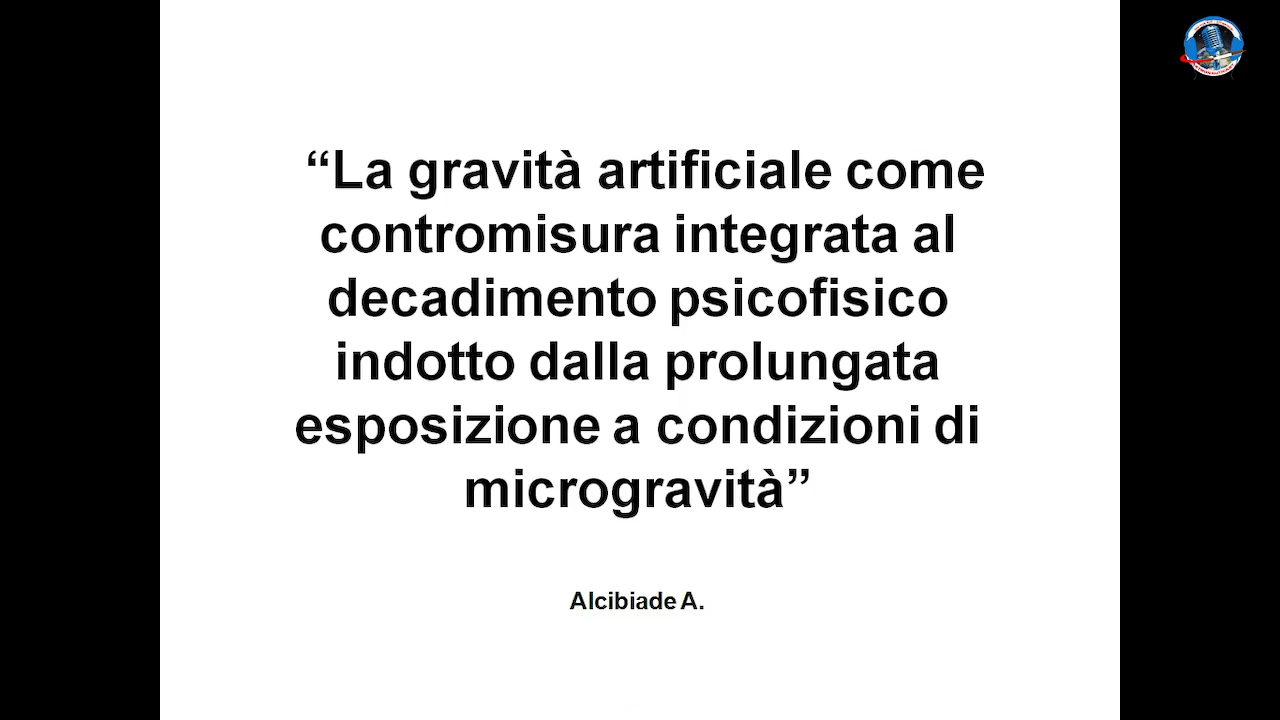 “La gravità artificiale come
contromisura integrata al
decadimento psicofisico
indotto dalla prolungata
esposizione a condizioni di
microgravità”
Alcibiade A.